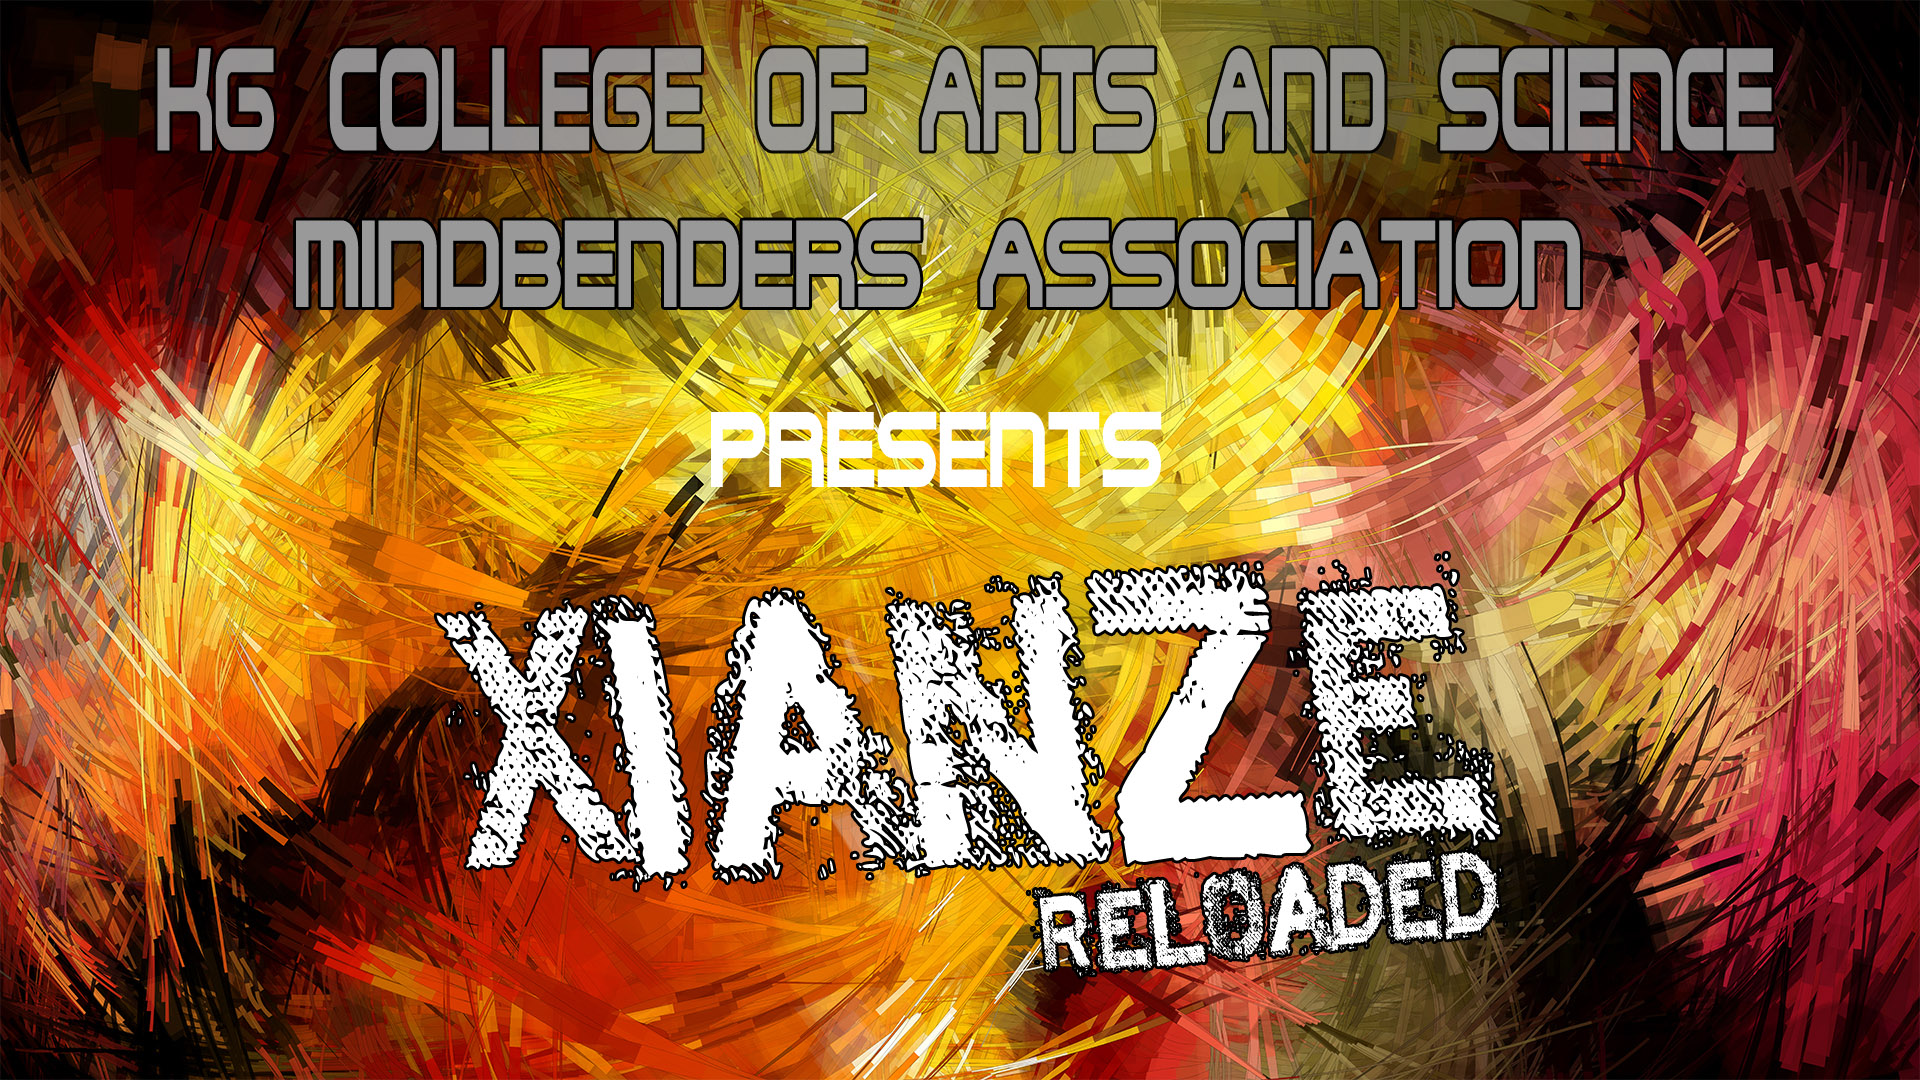 KG COLLEGE OF ARTS AND SCIENCE
MINDBENDERS ASSOCIATION
PRESENTS
XIANZE
RELOADED